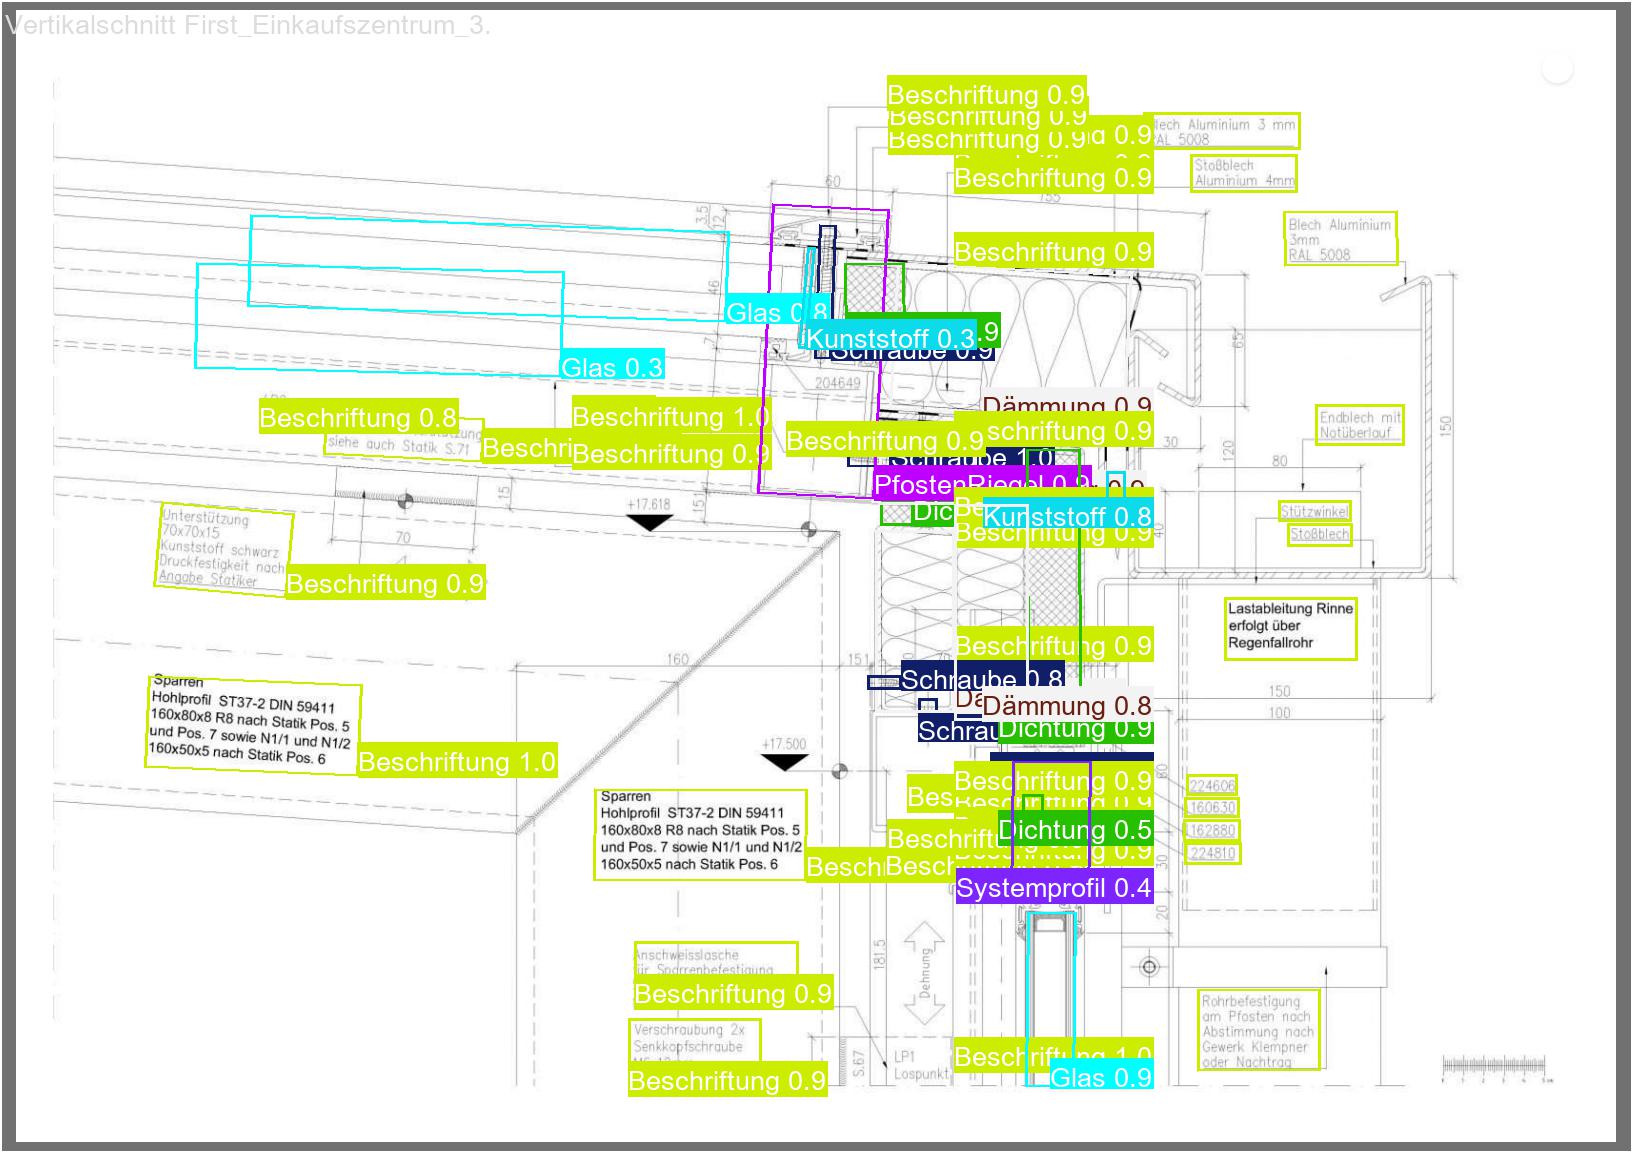 Vertikalschnitt First_Einkaufszentrum_3.
Beschriftung 0.9
Beschriftung 0.9
Beschriftung 0.9
0.9
Blech Aluminium 3 mm
RAL 5008
Beschriftung 0.9
Stoßblech
Aluminium 4mm
60
155
3.5
12
Blech Aluminium
3mm
RAL 5008
Beschriftung 0.9
46
Glas 0.8
Kunststoff 0.3
Schraube 0.9
65
Glas 0.3
7
204649
Dämmung 0.9
Beschriftung 0.8
siehe auch Statik S.71
Beschriftung 1.0
Beschriftung 0.9
Beschriftung 0.9
Endblech mit
Notüberlauf
150
30
120
80
Schraube 1.0
PfostenRiegel 0.9
15
15
+17.618
Kunststoff 0.8
Beschriftung 0.9
40
Stützwinkel
Stoßblech
Unterstützung
70x70x15
Kunststoff schwarz
Druckfestigkeit nach
Angabe Statiker
70
Beschriftung 0.9
Lastableitung Rinne
erfolgt über
Regenfallrohr
Beschriftung 0.9
160
15
Schraube 0.8
Dämmung 0.8
150
100
Sparren
Hohlprofil ST37-2 DIN 59411
160x80x8 R8 nach Statik Pos. 5
und Pos. 7 sowie N1/1 und N1/2
160x50x5 nach Statik Pos. 6
Beschriftung 1.0
Dichtung 0.9
+17.500
Beschriftung 0.9
224606
160630
162880
224810
Sparren
Hohlprofil ST37-2 DIN 59411
160x80x8 R8 nach Statik Pos. 5
und Pos. 7 sowie N1/1 und N1/2
160x50x5 nach Statik Pos. 6
Dichtung 0.5
30
Systemprofil 0.4
20
181.5
Dehnung
Anschweisslasche
für Sparrenbefestigung
Beschriftung 0.9
Verschraubung 2x
Senkkopfschraube
Beschriftung 0.9
S.67
LP1
Lospunkt
Beschriftung 1.0
Glas 0.9
Rohrbefestigung
am Pfosten nach
Abstimmung nach
Gewerk Klempner
oder Nachtrag